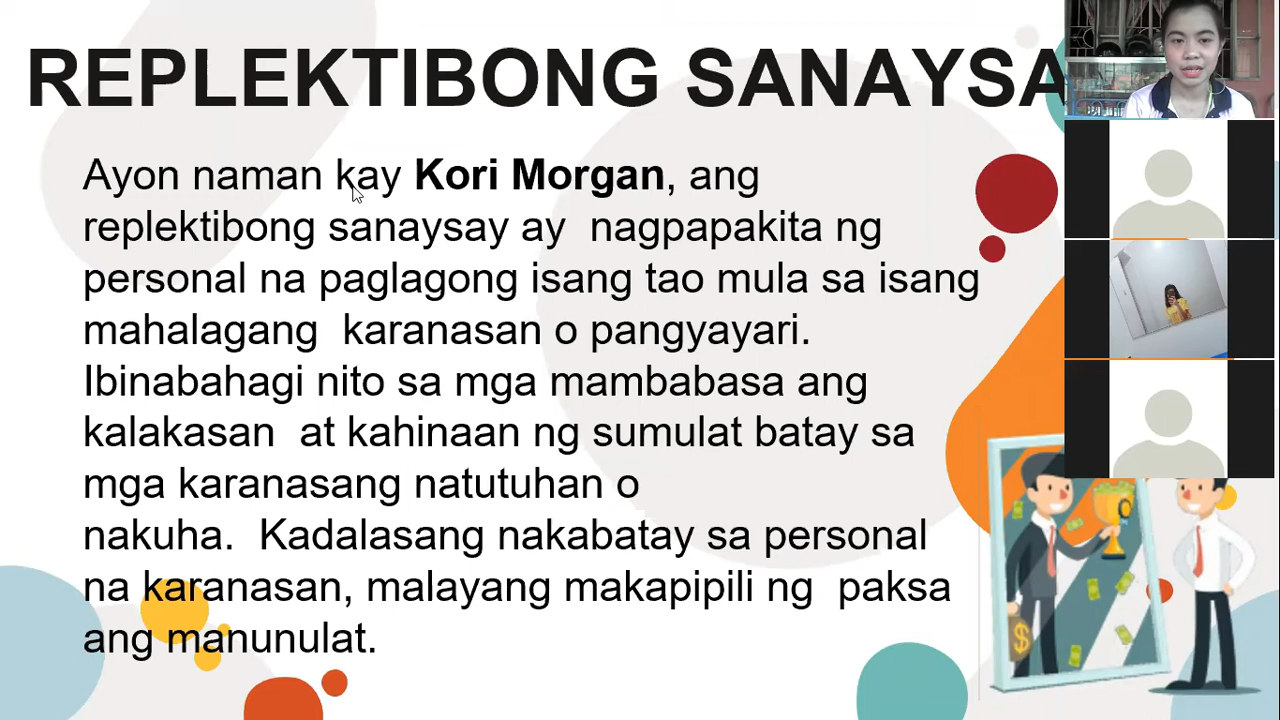 REPLEKTIBONG SANAYSA
Ayon naman kay Kori Morgan, ang
replektibong sanaysay ay nagpapakita ng
personal na paglagong isang tao mula sa isang
mahalagang karanasan o pangyayari.
Ibinabahagi nito sa mga mambabasa ang
kalakasan at kahinaan ng sumulat batay sa
mga karanasang natutuhan o
nakuha. Kadalasang nakabatay sa personal
na karanasan, malayang makapipili ng paksa
ang manunulat.
$